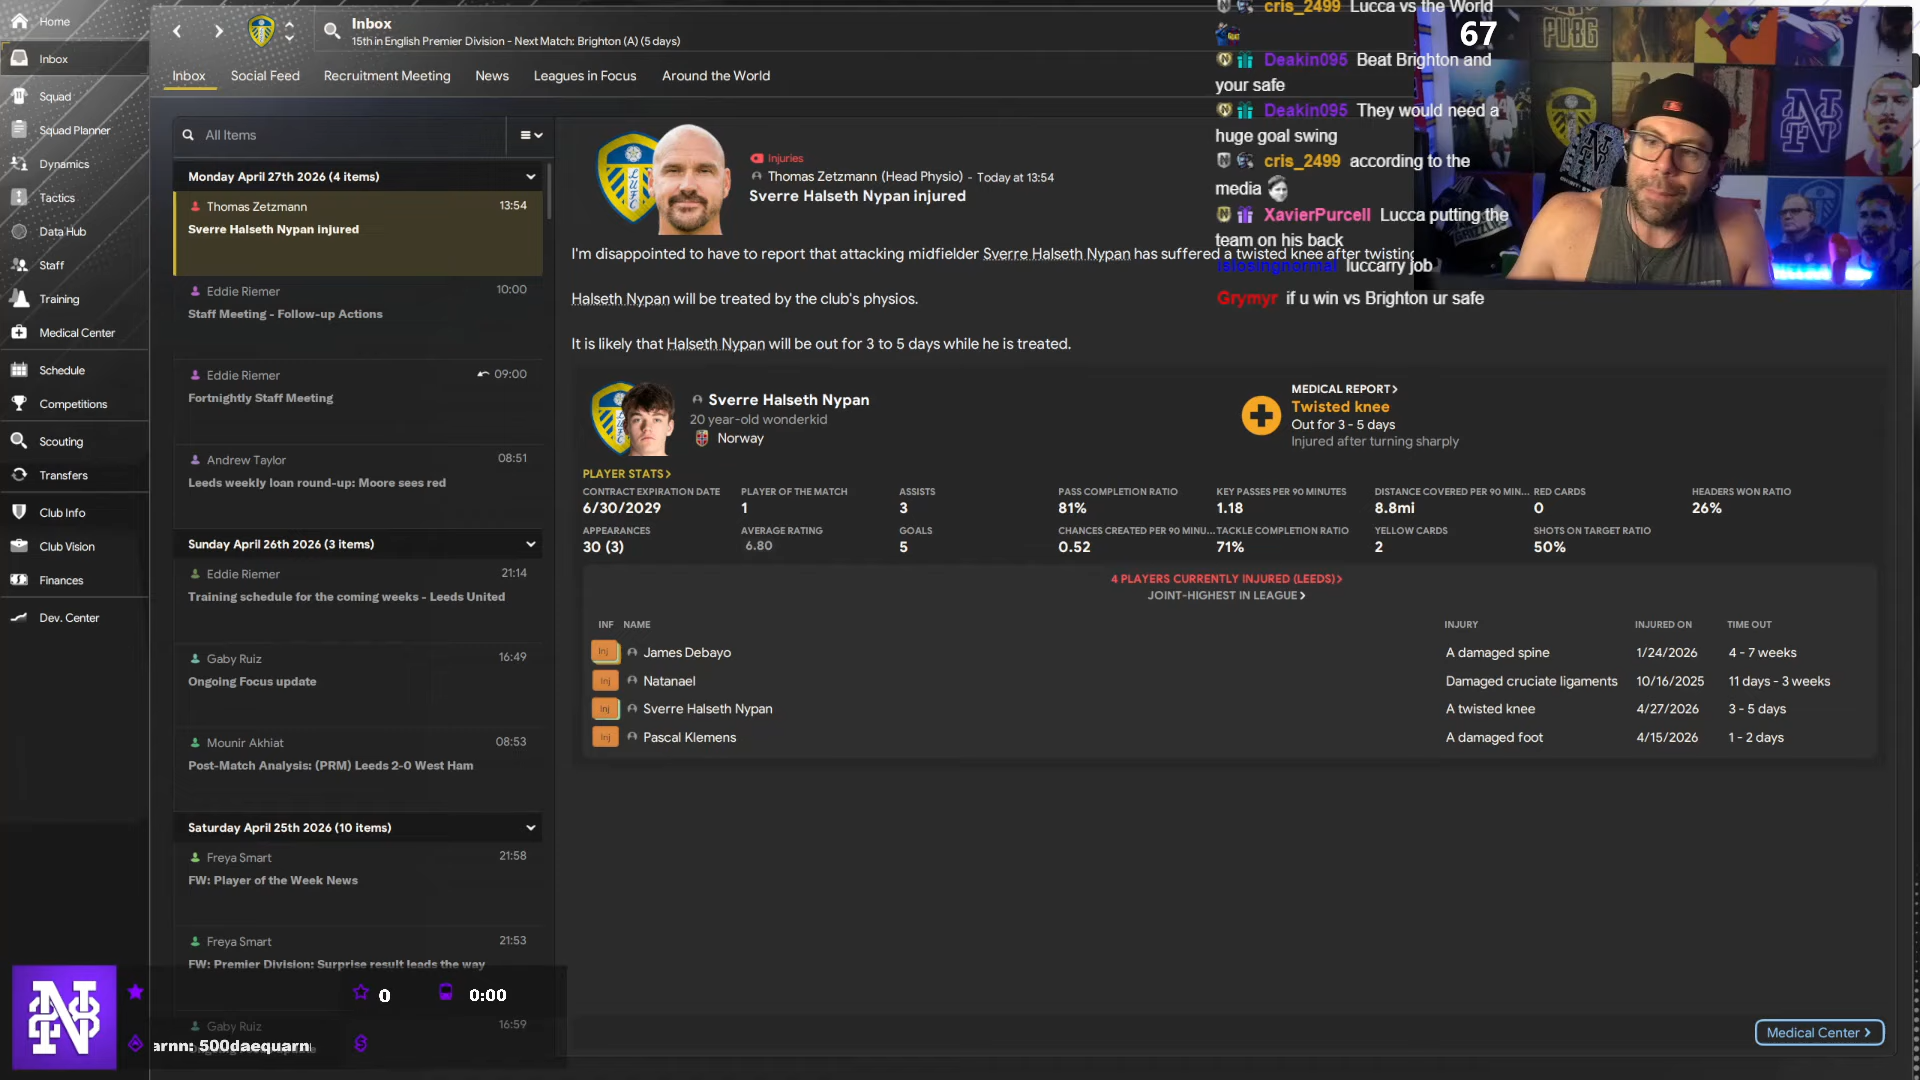 Home
Inbox
Squad
Squad Planner
Dynamics
Tactics
Data Hub
Staff
Training
Medical Center
Schedule
Competitions
Scouting
Transfers
Club Info
Club Vision
Finances
Dev. Center
Inbox
15th in English Premier Division - Next Match: Brighton (A) (5 days)
Inbox Social Feed Recruitment Meeting News Leagues in Focus Around the World
All Items
Monday April 27th 2026 (4 items)
Thomas Zetzmann 13:54
Sverre Halseth Nypan injured
Eddie Riemer 10:00
Staff Meeting - Follow-up Actions
Eddie Riemer 09:00
Fortnightly Staff Meeting
Andrew Taylor 08:51
Leeds weekly loan round-up: Moore sees red
Sunday April 26th 2026 (3 items)
Eddie Riemer 21:14
Training schedule for the coming weeks - Leeds United
Gaby Ruiz 16:49
Ongoing Focus update
Mounir Akhiat 08:53
Post-Match Analysis: (PRM) Leeds 2-0 West Ham
Saturday April 25th 2026 (10 items)
Freya Smart 21:58
FW: Player of the Week News
Freya Smart 21:53
FW: Premier Division: Surprise result leads the way
Gaby Ruiz 16:59
0 0:00
arnn: 500daequarn
Injuries
Thomas Zetzmann (Head Physio) - Today at 13:54
Sverre Halseth Nypan injured
I'm disappointed to have to report that attacking midfielder Sverre Halseth Nypan has suffered a twisted knee after twisting
Halseth Nypan will be treated by the club's physios.
It is likely that Halseth Nypan will be out for 3 to 5 days while he is treated.
Sverre Halseth Nypan
20 year-old wonderkid
Norway
MEDICAL REPORT >
Twisted knee
Out for 3 - 5 days
Injured after turning sharply
PLAYER STATS >
CONTRACT EXPIRATION DATE PLAYER OF THE MATCH ASSISTS PASS COMPLETION RATIO KEY PASSES PER 90 MINUTES DISTANCE COVERED PER 90 MIN... RED CARDS HEADERS WON RATIO
6/30/2029 1 3 81% 1.18 8.8mi 0 26%
APPEARANCES AVERAGE RATING GOALS CHANCES CREATED PER 90 MINU... TACKLE COMPLETION RATIO YELLOW CARDS SHOTS ON TARGET RATIO
30 (3) 6.80 5 0.52 71% 2 50%
4 PLAYERS CURRENTLY INJURED (LEEDS) >
JOINT-HIGHEST IN LEAGUE >
INF NAME INJURY INJURED ON TIME OUT
Inj James Debayo A damaged spine 1/24/2026 4 - 7 weeks
Inj Natanael Damaged cruciate ligaments 10/16/2025 11 days - 3 weeks
Inj Sverre Halseth Nypan A twisted knee 4/27/2026 3 - 5 days
Inj Pascal Klemens A damaged foot 4/15/2026 1 - 2 days
Medical Center >
cris_2499 Lucca vs the World
Deakin095 Beat Brighton and
your safe
Deakin095 They would need a
huge goal swing
cris_2499 according to the
media
XavierPurcell Lucca putting the
team on his back
luccarry job
Grymyr if u win vs Brighton ur safe
67
PUBG